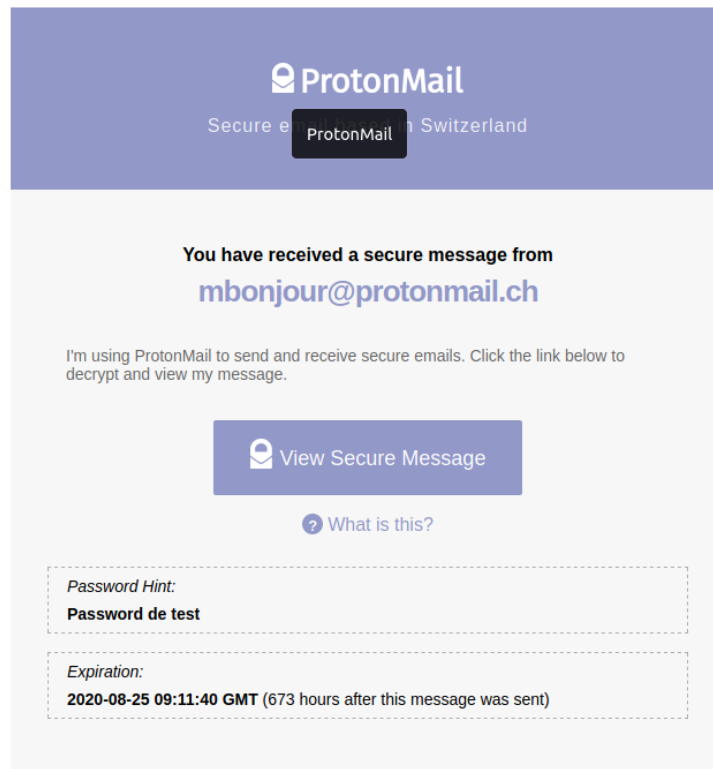 ProtonMail
Secure email based in Switzerland
ProtonMail
You have received a secure message from
mbonjour@protonmail.ch
I'm using ProtonMail to send and receive secure emails. Click the link below to
decrypt and view my message.
View Secure Message
? What is this?
Password Hint:
Password de test
Expiration:
2020-08-25 09:11:40 GMT (673 hours after this message was sent)